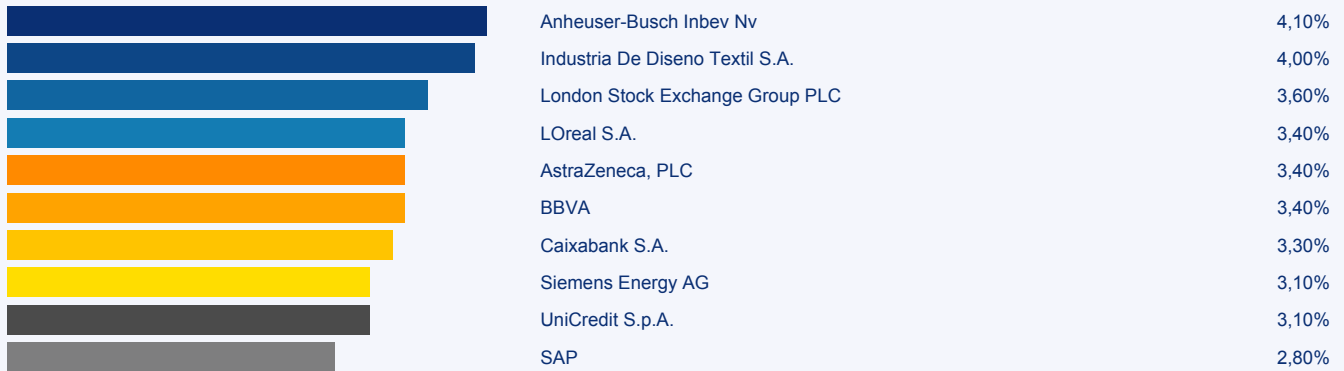 Anheuser-Busch Inbev Nv 4,10%
Industria De Diseno Textil S.A. 4,00%
London Stock Exchange Group PLC 3,60%
LOreal S.A. 3,40%
AstraZeneca, PLC 3,40%
BBVA 3,40%
Caixabank S.A. 3,30%
Siemens Energy AG 3,10%
UniCredit S.p.A. 3,10%
SAP 2,80%